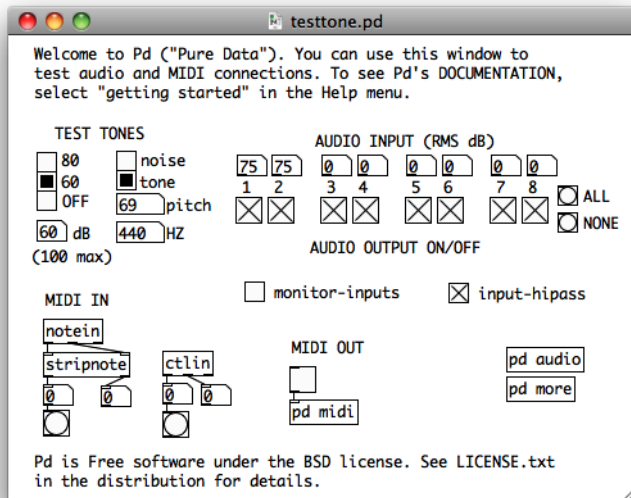 testtone.pd
Welcome to Pd ("Pure Data"). You can use this window to
test audio and MIDI connections. To see Pd's DOCUMENTATION,
select "getting started" in the Help menu.
TEST TONES
80
60
OFF
60 dB
(100 max)
noise
tone
69 pitch
440 HZ
AUDIO INPUT (RMS dB)
75 75 0 0 0 0 0 0
1 2 3 4 5 6 7 8
ALL
NONE
AUDIO OUTPUT ON/OFF
monitor-inputs
input-hipass
MIDI IN
notein
stripnote
0 0
ctlin
0 0
MIDI OUT
pd midi
pd audio
pd more
Pd is Free software under the BSD license. See LICENSE.txt
in the distribution for details.